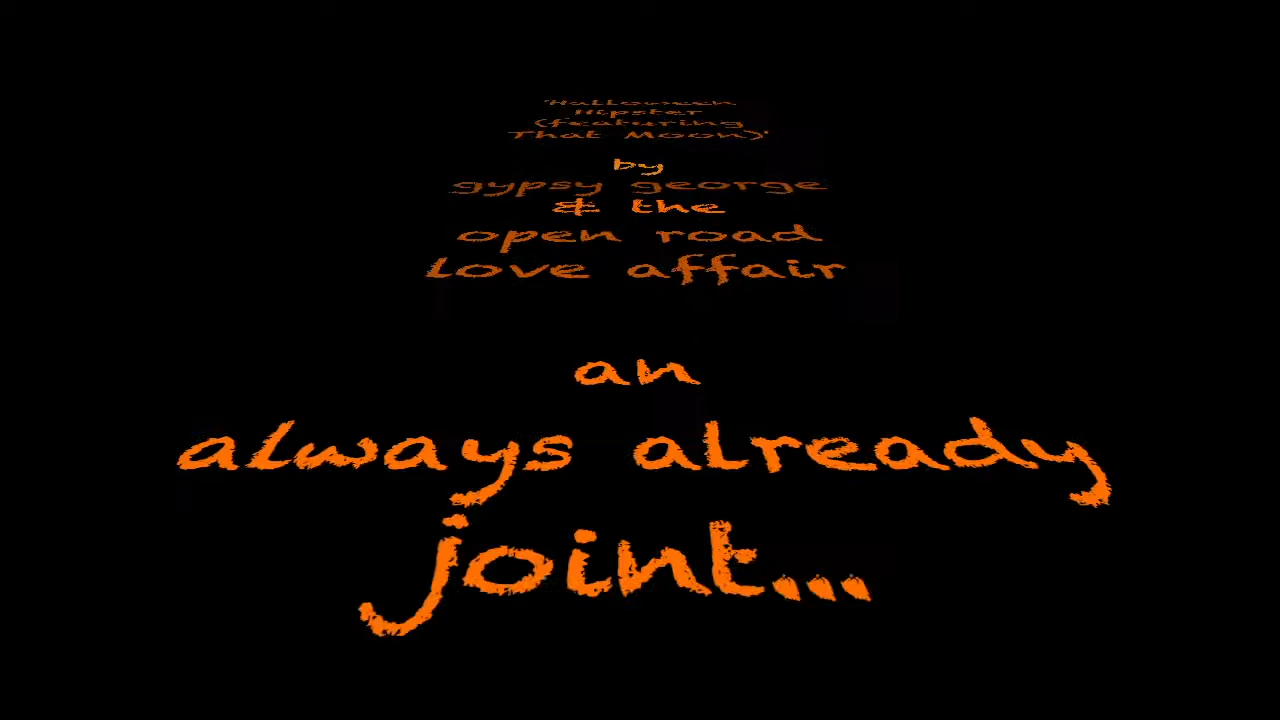 'Halloween
Hipster
(featuring
That Moon)'
by
gypsy george
& the
open road
love affair
an
always already
joint...